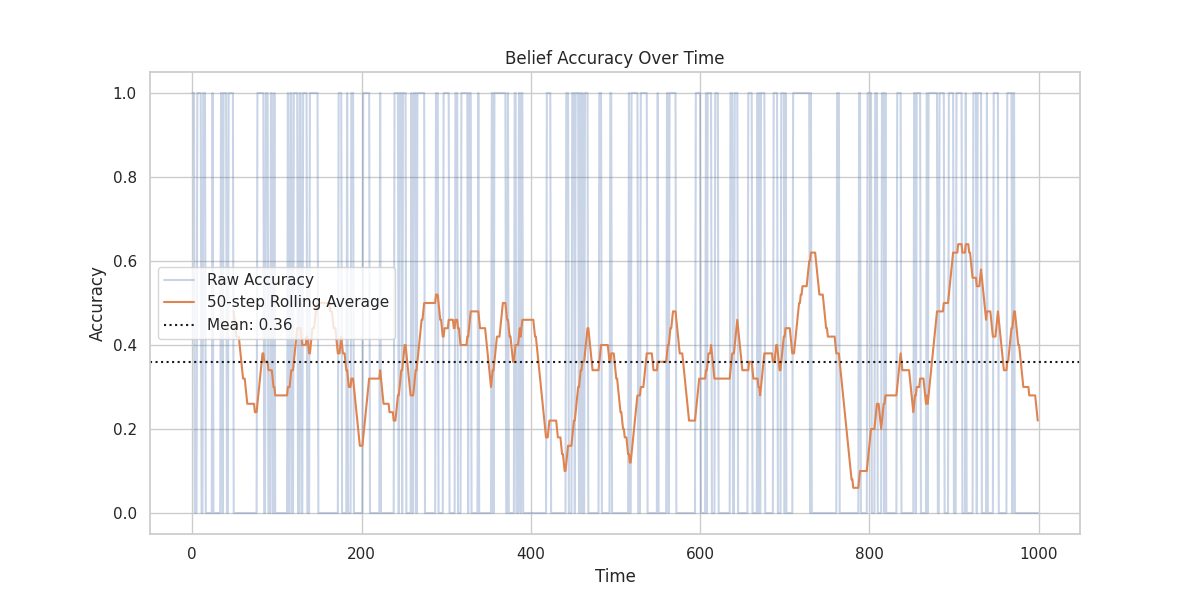 Belief Accuracy Over Time
Accuracy
1.0
0.8
0.6
0.4
0.2
0.0
Raw Accuracy
50-step Rolling Average
Mean: 0.36
0
200
400
600
800
1000
Time